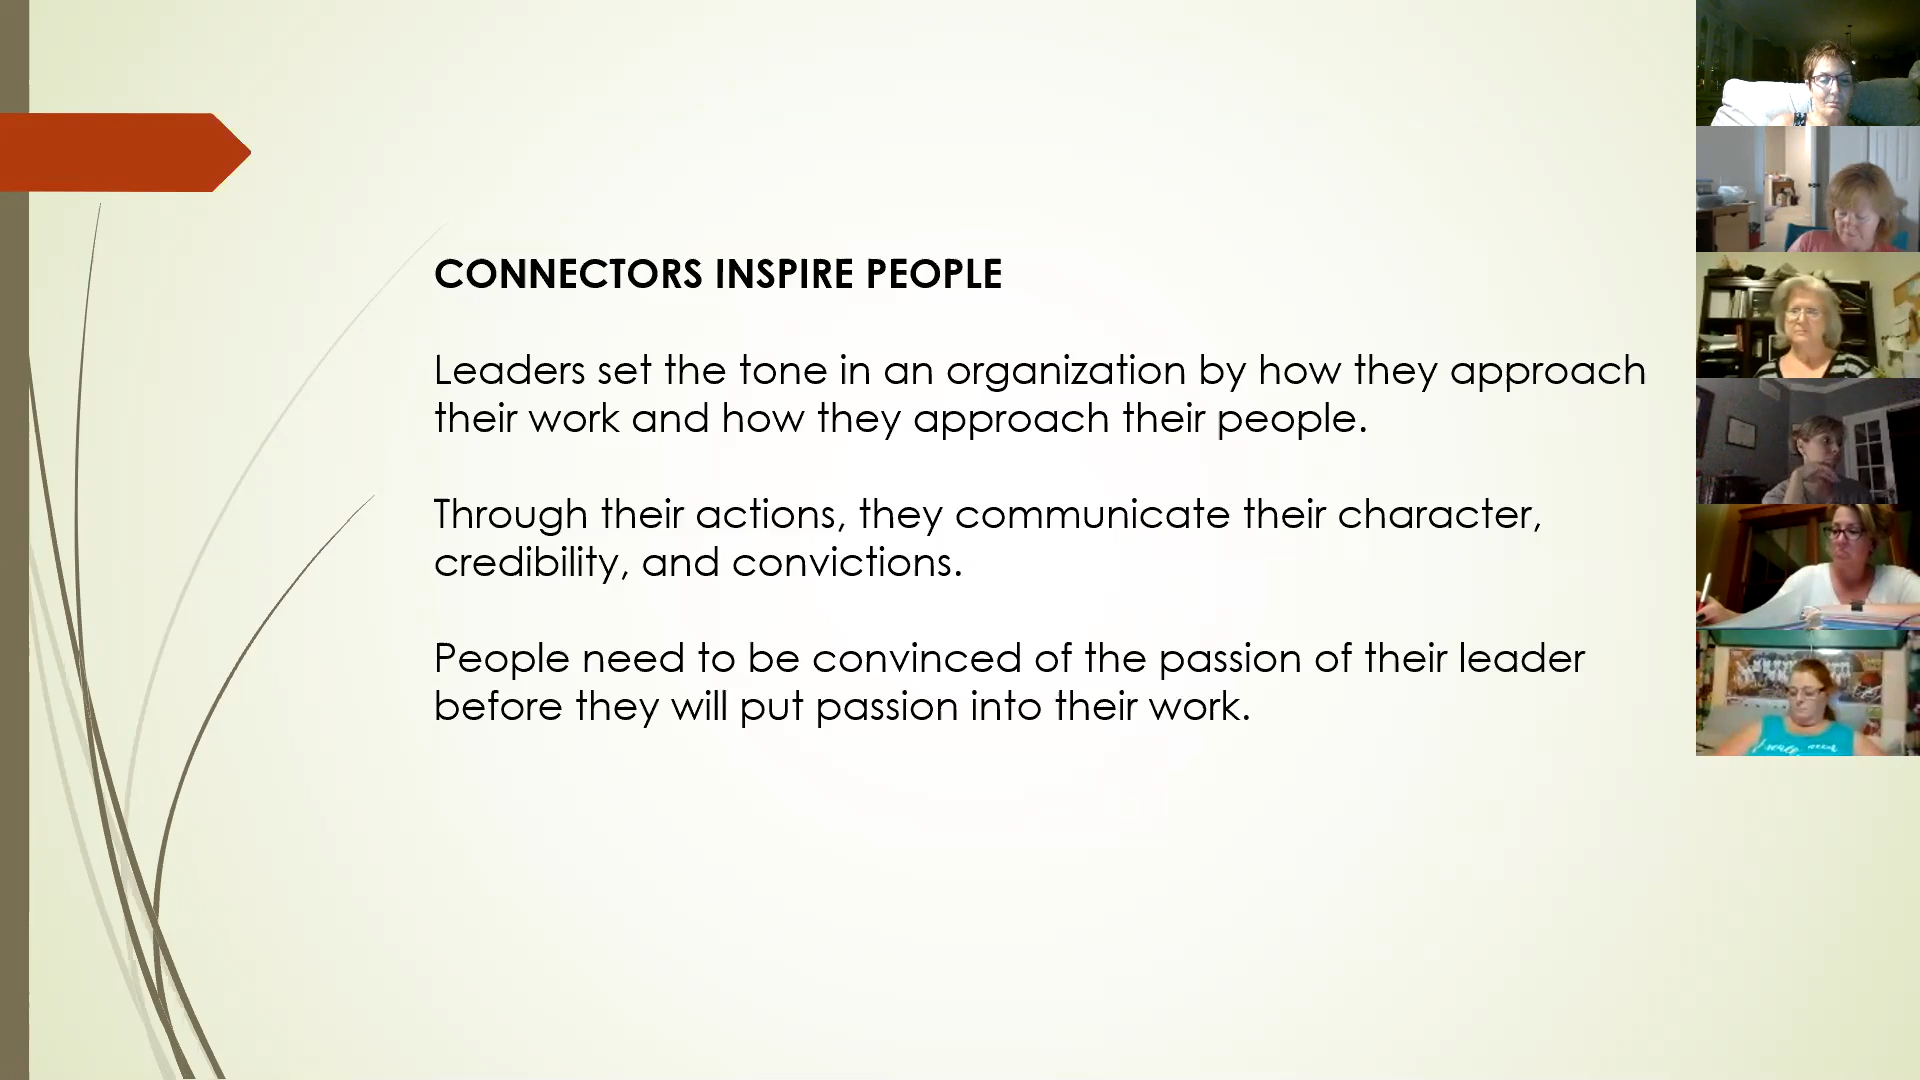 CONNECTORS INSPIRE PEOPLE
Leaders set the tone in an organization by how they approach
their work and how they approach their people.
Through their actions, they communicate their character,
credibility, and convictions.
People need to be convinced of the passion of their leader
before they will put passion into their work.